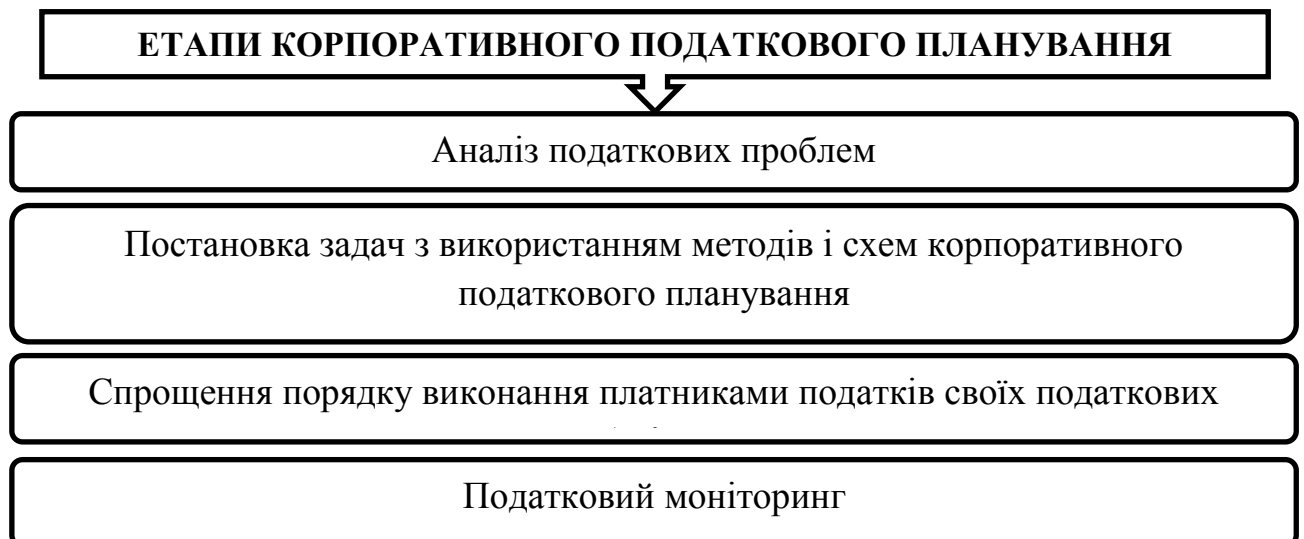 ЕТАПИ КОРПОРАТИВНОГО ПОДАТКОВОГО ПЛАНУВАННЯ
Аналіз податкових проблем
Постановка задач з використанням методів і схем корпоративного
податкового планування
Спрощення порядку виконання платниками податків своїх податкових
Податковий моніторинг